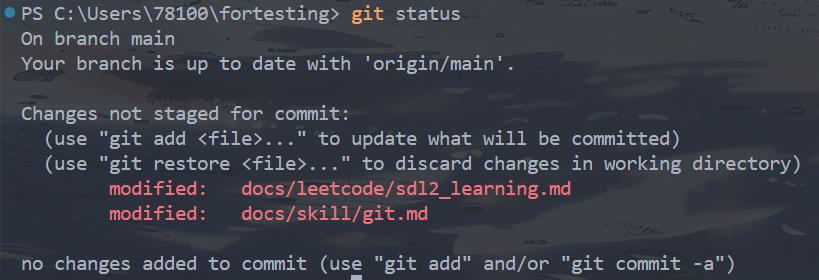 PS C:\Users\78100\fortesting> git status
On branch main
Your branch is up to date with 'origin/main'.

Changes not staged for commit:
  (use "git add <file>..." to update what will be committed)
  (use "git restore <file>..." to discard changes in working directory)
        modified:   docs/leetcode/sdl2_learning.md
        modified:   docs/skill/git.md

no changes added to commit (use "git add" and/or "git commit -a")